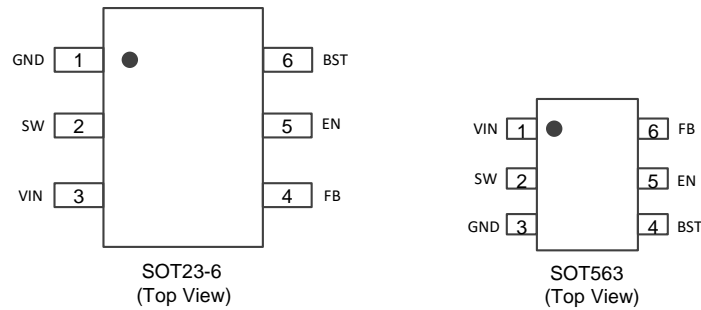 GND 1 6 BST
SW 2 5 EN
VIN 3 4 FB
SOT23-6
(Top View)
VIN 1 6 FB
SW 2 5 EN
GND 3 4 BST
SOT563
(Top View)